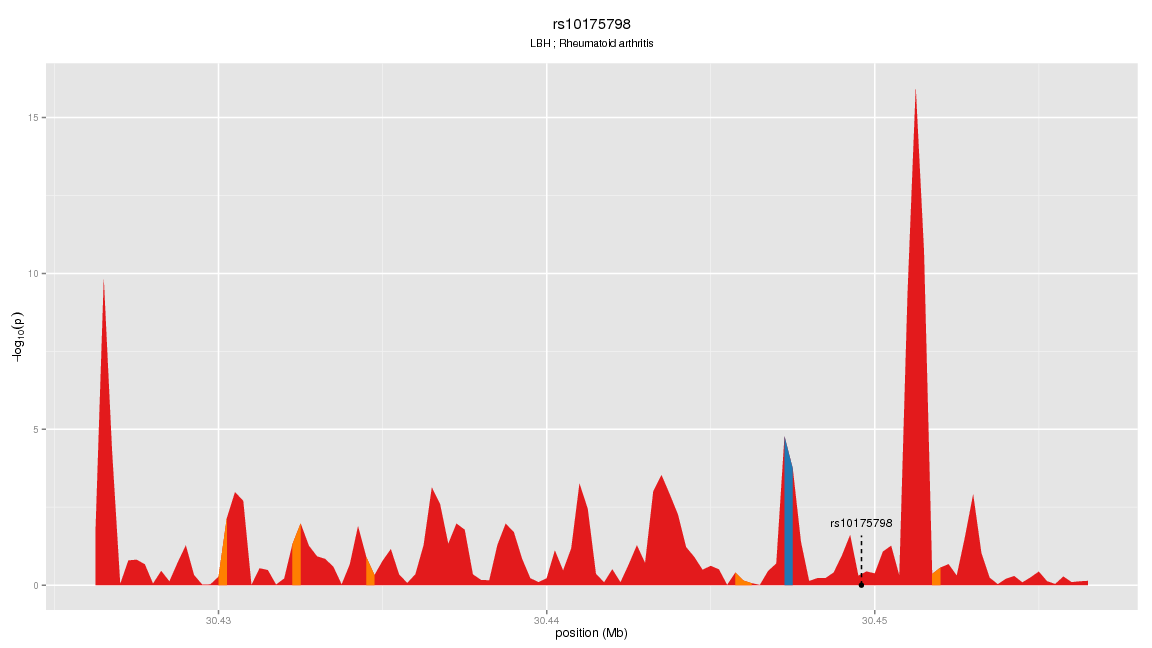 rs10175798
LBH ; Rheumatoid arthritis
15
10
5
0
−log10(p)
rs10175798
30.43
30.44
30.45
position (Mb)